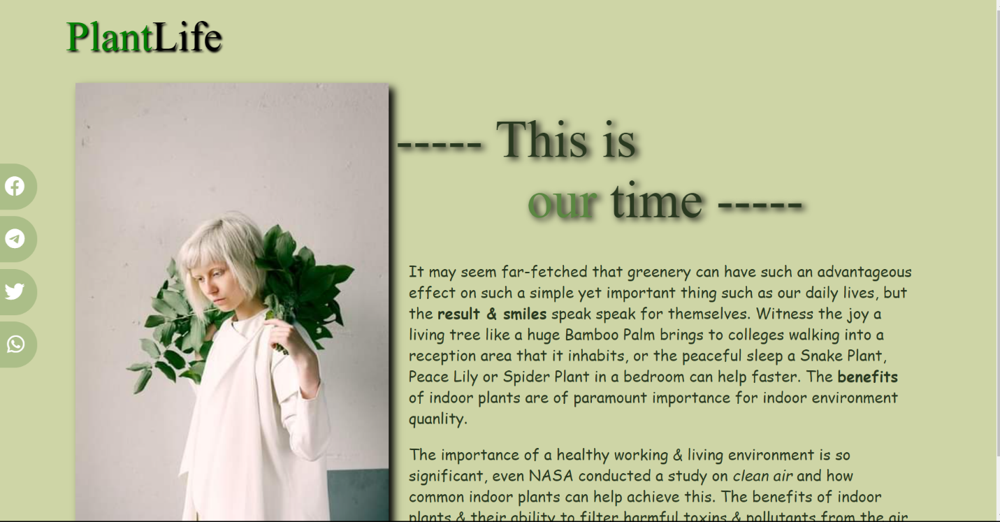 PlantLife
----- This is
our time -----
It may seem far-fetched that greenery can have such an advantageous
effect on such a simple yet important thing such as our daily lives, but
the result & smiles speak speak for themselves. Witness the joy a
living tree like a huge Bamboo Palm brings to colleges walking into a
reception area that it inhabits, or the peaceful sleep a Snake Plant,
Peace Lily or Spider Plant in a bedroom can help faster. The benefits
of indoor plants are of paramount importance for indoor environment
quanlity.
The importance of a healthy working & living environment is so
significant, even NASA conducted a study on clean air and how
common indoor plants can help achieve this. The benefits of indoor
plants & their ability to filter harmful toxins & pollutants from the air